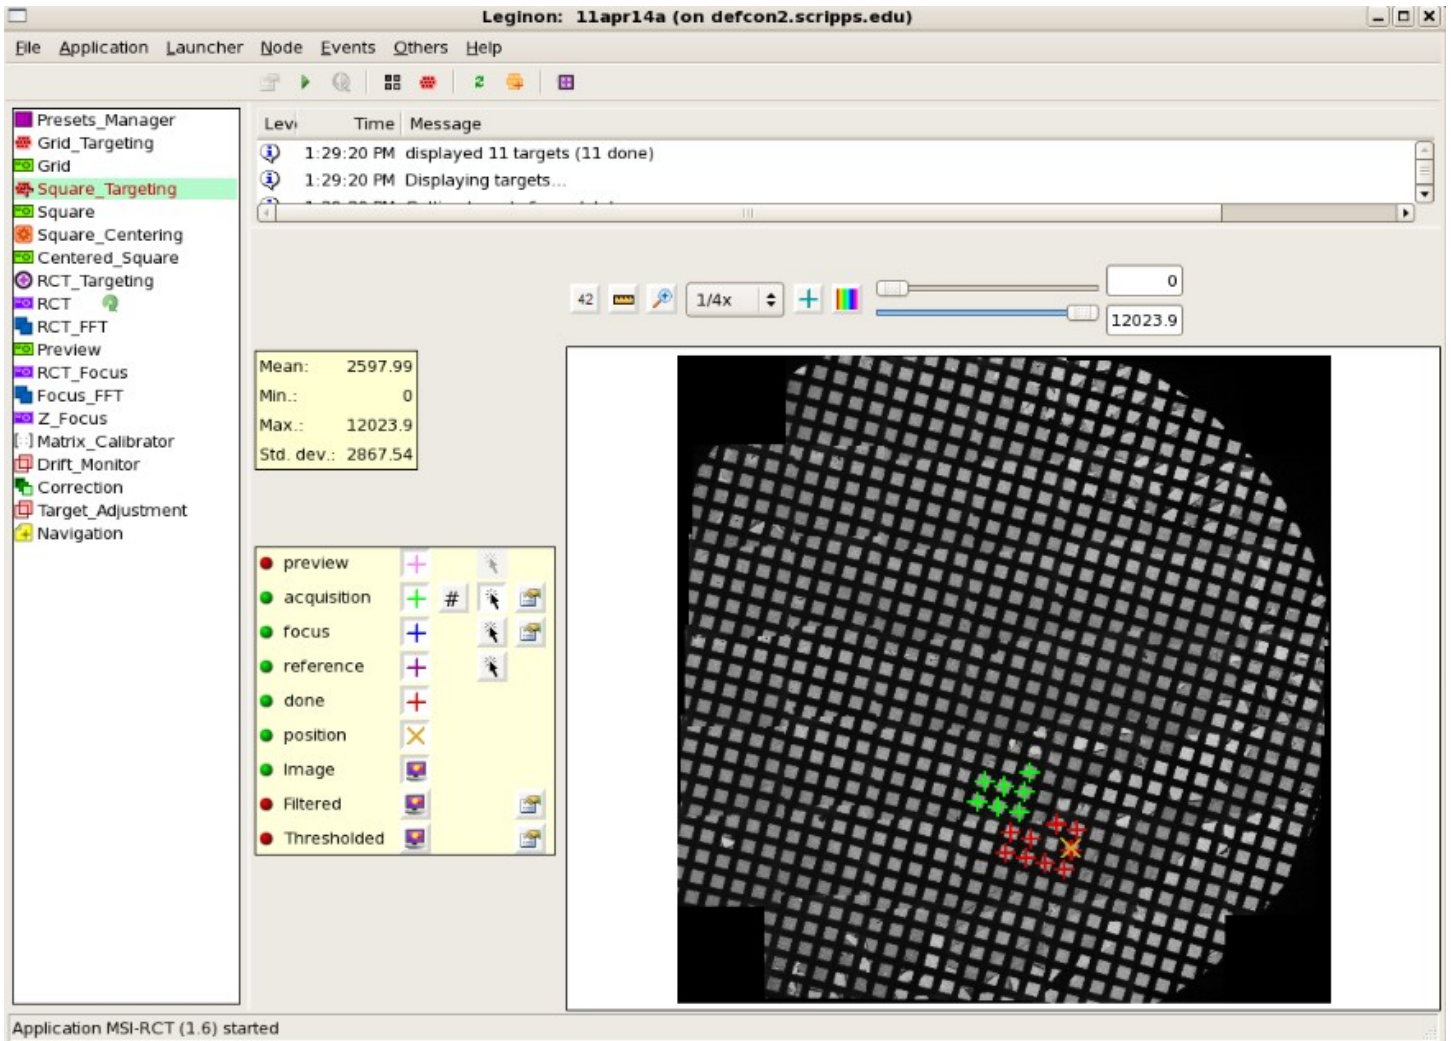 Leginon: 11apr14a (on defcon2.scripps.edu)
File Application Launcher Node Events Others Help
Presets_Manager
Grid_Targeting
Grid
Square_Targeting
Square
Square_Centering
Centered_Square
RCT_Targeting
RCT
RCT_FFT
Preview
RCT_Focus
Focus_FFT
Z_Focus
Matrix_Calibrator
Drift_Monitor
Correction
Target_Adjustment
Navigation
Time Message
1:29:20 PM displayed 11 targets (11 done)
1:29:20 PM Displaying targets...
42 1/4x 0
12023.9
Mean: 2597.99
Min.: 0
Max.: 12023.9
Std. dev.: 2867.54
preview
acquisition #
focus
reference
done
position
Image
Filtered
Thresholded
Application MSI-RCT (1.6) started